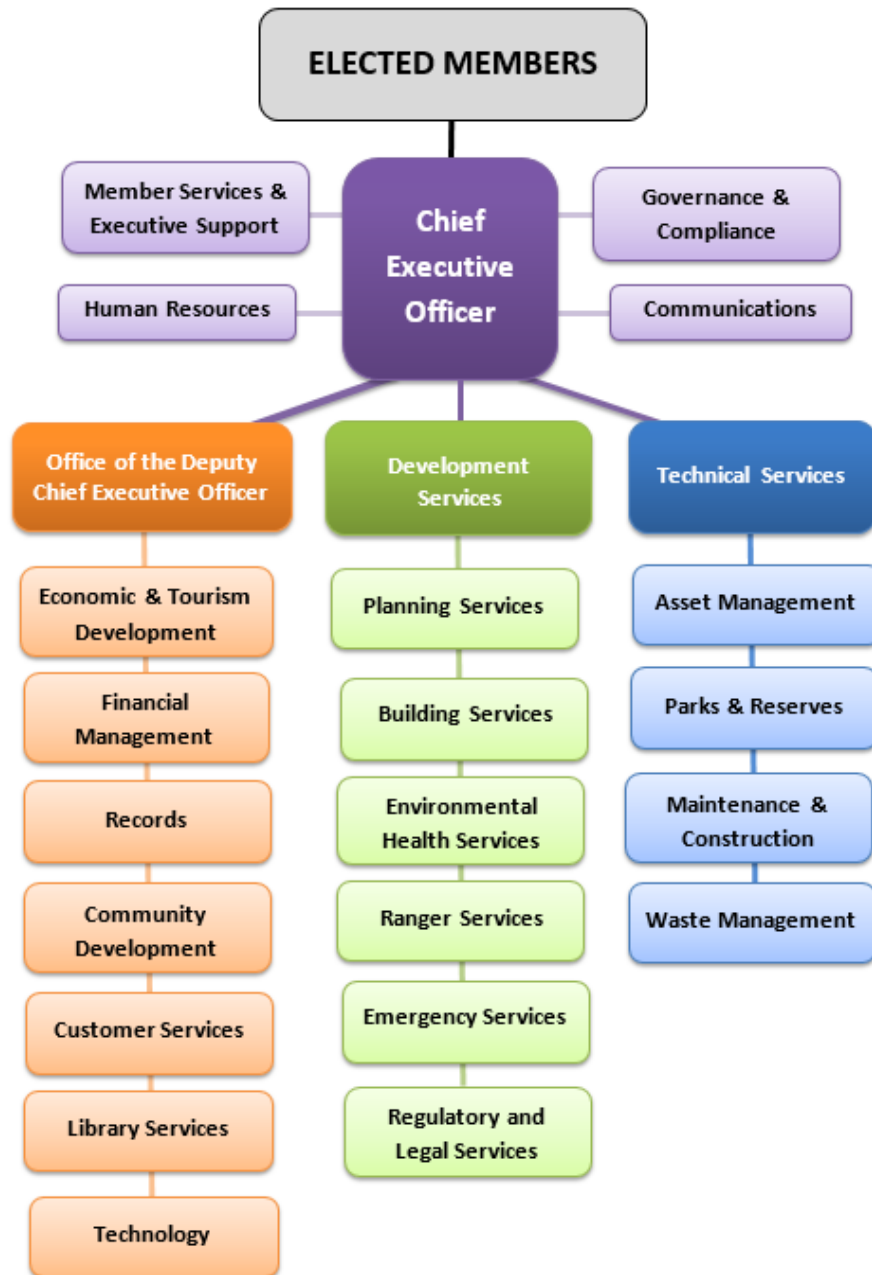 ELECTED MEMBERS
Member Services &
Executive Support
Human Resources
Chief
Executive
Officer
Governance &
Compliance
Communications
Office of the Deputy
Chief Executive Officer
Economic & Tourism
Development
Financial
Management
Records
Community
Development
Customer Services
Library Services
Technology
Development
Services
Planning Services
Building Services
Environmental
Health Services
Ranger Services
Emergency Services
Regulatory and
Legal Services
Technical Services
Asset Management
Parks & Reserves
Maintenance &
Construction
Waste Management